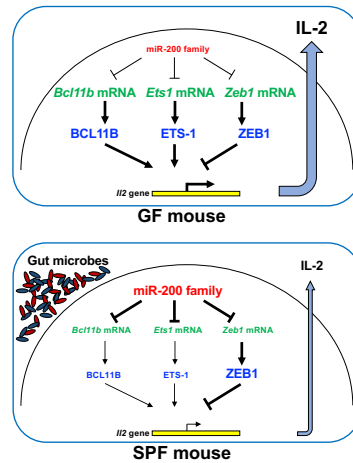 IL-2
miR-200 family
Bcl11b mRNA Ets1 mRNA Zeb1 mRNA
BCL11B ETS-1 ZEB1
Il2 gene
GF mouse
Gut microbes
IL-2
miR-200 family
Bcl11b mRNA Ets1 mRNA Zeb1 mRNA
BCL11B ETS-1 ZEB1
Il2 gene
SPF mouse